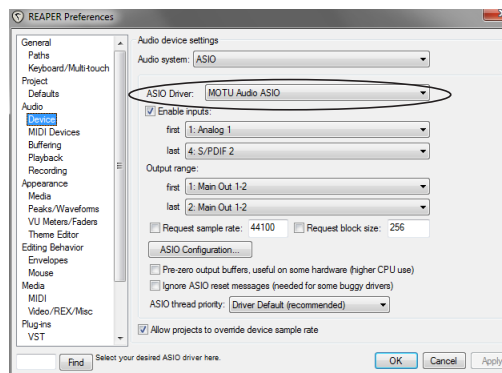 REAPER Preferences
General
Paths
Keyboard/Multi-touch
Project
Defaults
Audio
Device
MIDI Devices
Buffering
Playback
Recording
Appearance
Media
Peaks/Waveforms
VU Meters/Faders
Theme Editor
Editing Behavior
Envelopes
Mouse
Media
MIDI
Video/REX/Misc
Plug-ins
VST
Audio device settings
Audio system: ASIO
ASIO Driver: MOTU Audio ASIO
Enable inputs:
first 1: Analog 1
last 4: S/PDIF 2
Output range:
first 1: Main Out 1-2
last 2: Main Out 1-2
Request sample rate: 44100 Request block size: 256
ASIO Configuration...
Pre-zero output buffers, useful on some hardware (higher CPU use)
Ignore ASIO reset messages (needed for some buggy drivers)
ASIO thread priority: Driver Default (recommended)
Allow projects to override device sample rate
Find Select your desired ASIO driver here. OK Cancel Apply